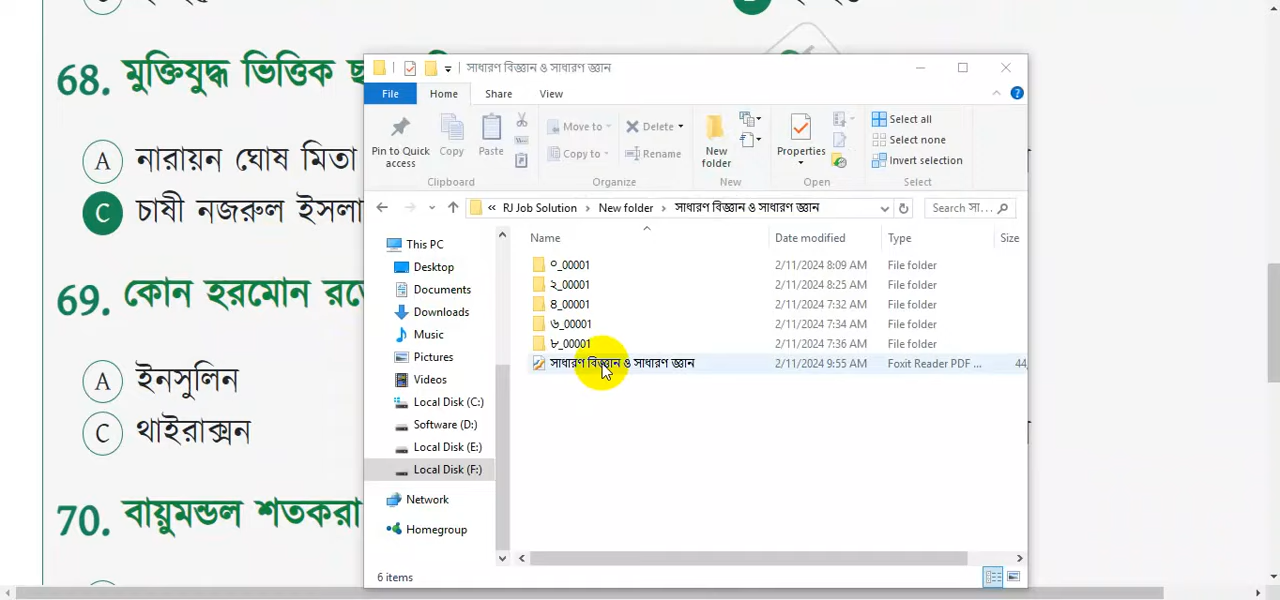 68. মুক্তিযুদ্ধ ভিত্তিক
A নারায়ন ঘোষ মিতা
C চাষী নজরুল ইসলা
69. কোন হরমোন
A ইনসুলিন
C থাইরাক্সন
70. বায়ুমন্ডল শতকরা
সাধারণ বিজ্ঞান ও সাধারণ জ্ঞান
File Home Share View
Pin to Quick access
Copy
Paste
Clipboard
Move to
Copy to
Delete
Rename
Organize
New folder
New
Properties
Open
Select all
Select none
Invert selection
Select
« RJ Job Solution > New folder > সাধারণ বিজ্ঞান ও সাধারণ জ্ঞান
Search সা...
This PC
Desktop
Documents
Downloads
Music
Pictures
Videos
Local Disk (C:)
Software (D:)
Local Disk (E:)
Local Disk (F:)
Network
Homegroup
Name Date modified Type Size
০_00001 2/11/2024 8:09 AM File folder
২_00001 2/11/2024 8:25 AM File folder
৪_00001 2/11/2024 7:32 AM File folder
৬_00001 2/11/2024 7:34 AM File folder
৮_00001 2/11/2024 7:36 AM File folder
সাধারণ বিজ্ঞান ও সাধারণ জ্ঞান 2/11/2024 9:55 AM Foxit Reader PDF ... 44,
6 items